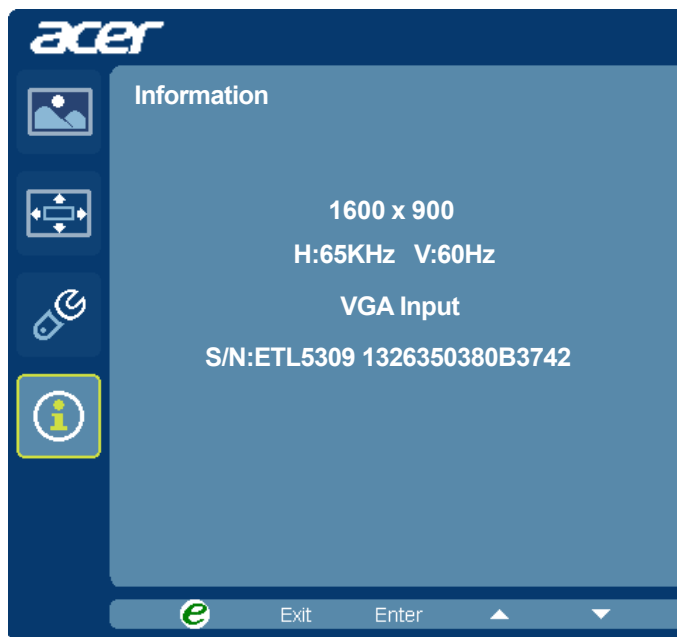 acer
Information
1600 x 900
H:65KHz V:60Hz
VGA Input
S/N:ETL5309 1326350380B3742
e Exit Enter